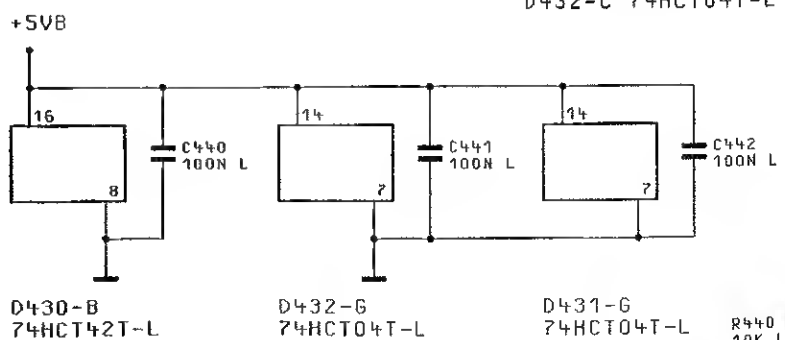 D432-C 74HCT04T-L
+5VB
16
8
C440
100N L
14
7
C441
100N L
14
7
C442
100N L
D430-B
74HCT42T-L
D432-G
74HCT04T-L
D431-G
74HCT04T-L
R440
10K L